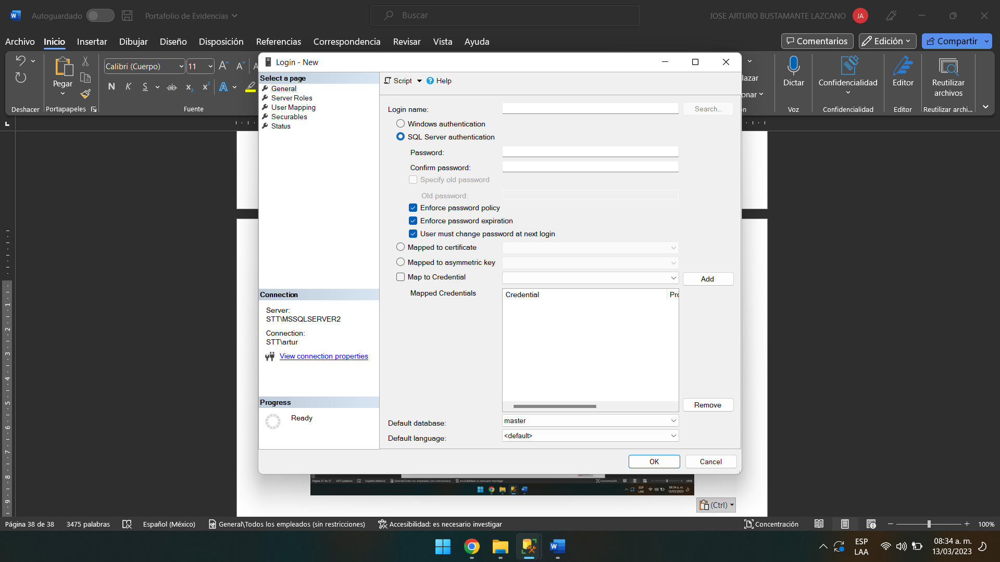 Autoguardado
Portafolio de Evidencias
Buscar
JOSE ARTURO BUSTAMANTE LAZCANO
JA
Archivo
Inicio
Insertar
Dibujar
Diseño
Disposición
Referencias
Correspondencia
Revisar
Vista
Ayuda
Comentarios
Edición
Compartir
Calibri (Cuerpo)
11
Pegar
Deshacer
Portapapeles
Fuente
Dictar
Confidencialidad
Editor
Reutilizar
archivos
Voz
Confidencialidad
Editor
Reutilizar archi...
Login - New
Select a page
General
Server Roles
User Mapping
Securables
Status
Script
Help
Login name:
Search...
Windows authentication
SQL Server authentication
Password:
Confirm password:
Specify old password
Old password:
Enforce password policy
Enforce password expiration
User must change password at next login
Mapped to certificate
Mapped to asymmetric key
Map to Credential
Add
Mapped Credentials
Credential
Remove
Default database:
master
Default language:
<default>
OK
Cancel
Connection
Server:
STT\MSSQLSERVER2
Connection:
STT\artur
View connection properties
Progress
Ready
(Ctrl)
Página 38 de 38
3475 palabras
Español (México)
General\Todos los empleados (sin restricciones)
Accesibilidad: es necesario investigar
Concentración
100%
ESP
LAA
08:34 a. m.
13/03/2023